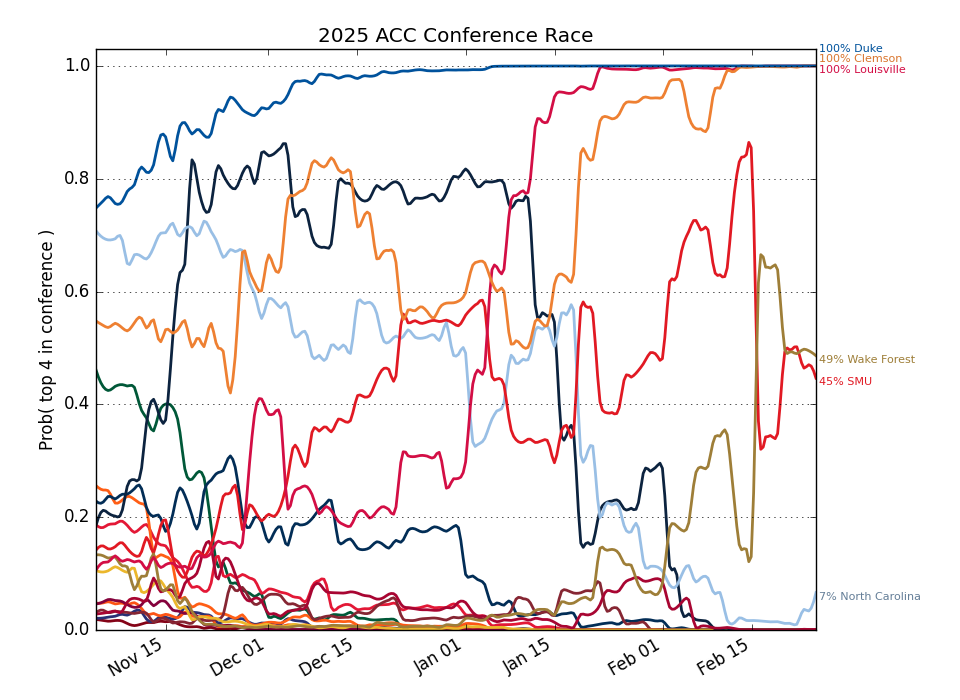 2025 ACC Conference Race
Prob( top 4 in conference )
1.0
0.8
0.6
0.4
0.2
0.0
Nov 15
Dec 01
Dec 15
Jan 01
Jan 15
Feb 01
Feb 15
100% Duke
100% Clemson
100% Louisville
49% Wake Forest
45% SMU
7% North Carolina